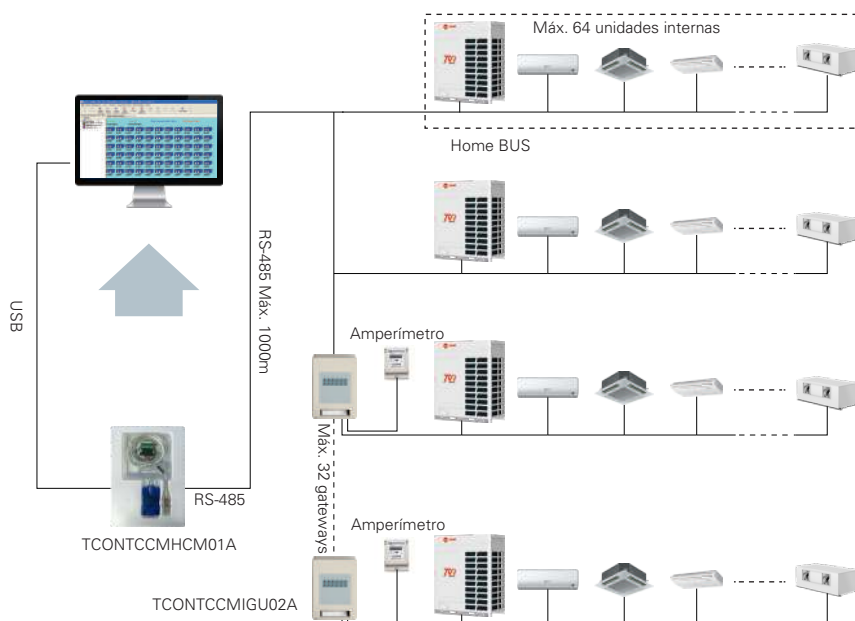 Máx. 64 unidades internas
Home BUS
RS-485 Máx. 1000m
USB
Amperímetro
Máx. 32 gateways
RS-485
TCONTCCMHCM01A
Amperímetro
TCONTCCMIGU02A